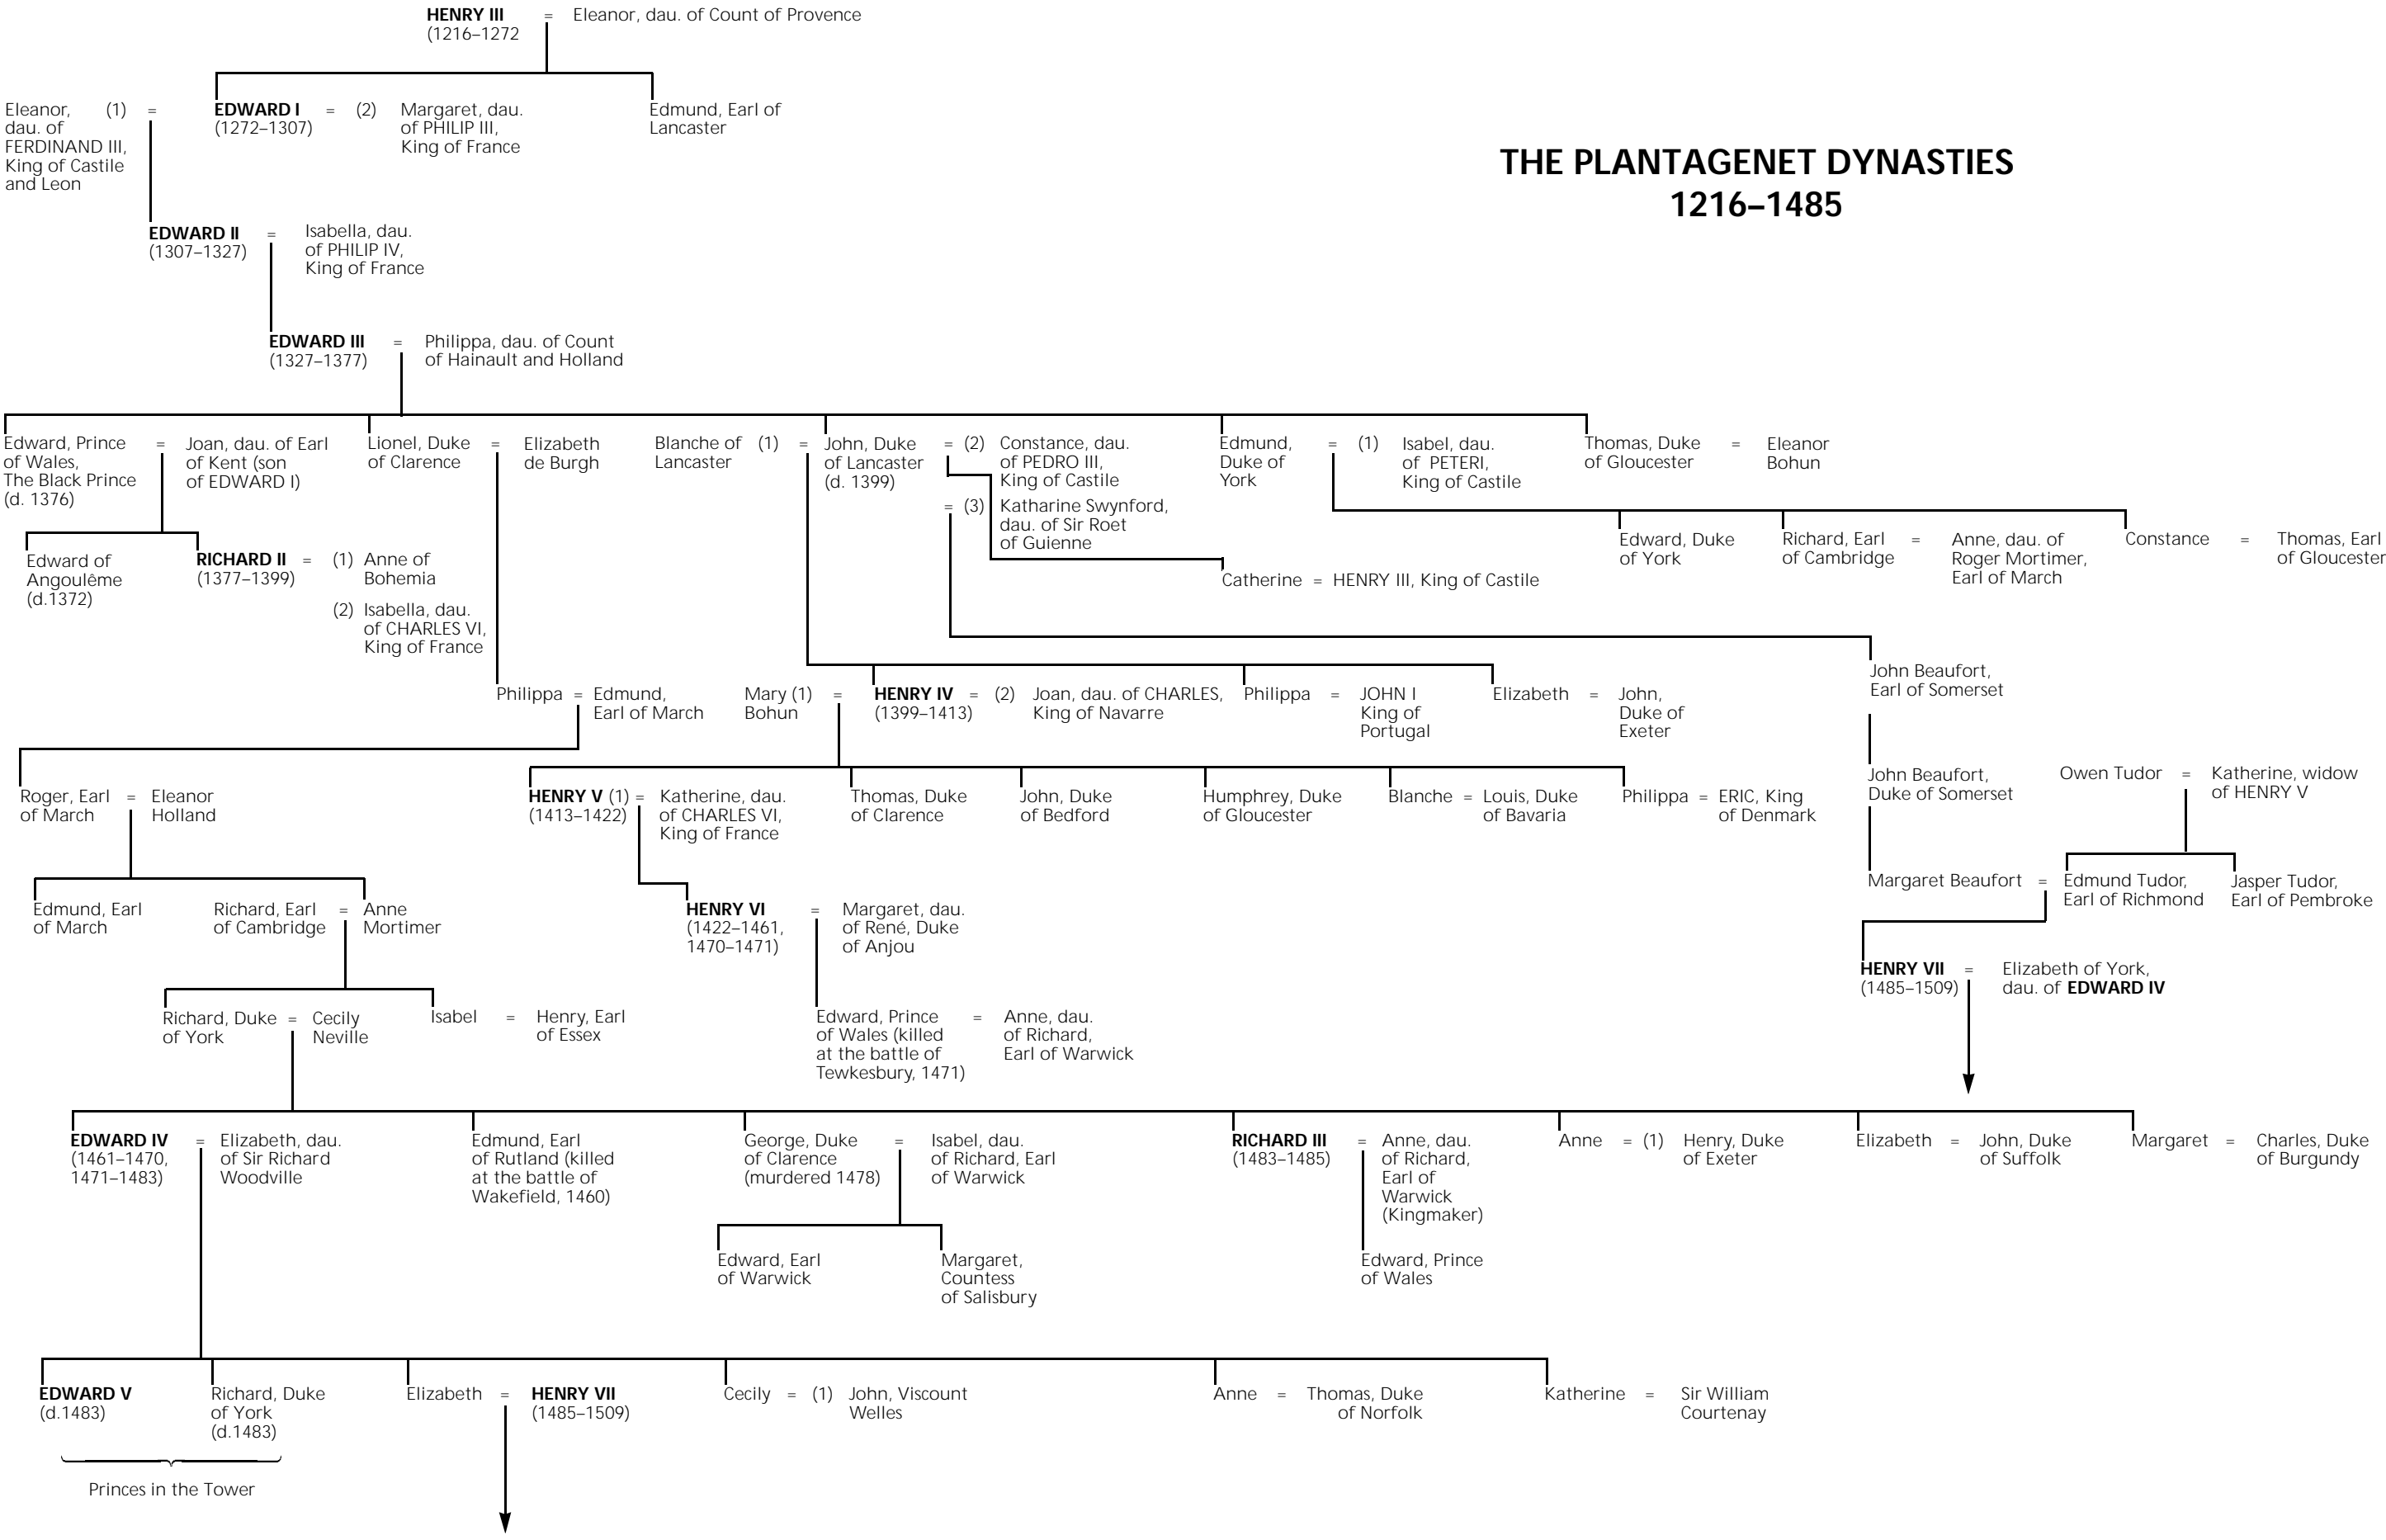 HENRY III = Eleanor, dau. of Count of Provence
(1216–1272
Eleanor, (1) =
dau. of
FERDINAND III,
King of Castile
and Leon
EDWARD I = (2)
(1272–1307)
Margaret, dau.
of PHILIP III,
King of France
Edmund, Earl of
Lancaster
THE PLANTAGENET DYNASTIES
1216–1485
EDWARD II =
(1307–1327)
Isabella, dau.
of PHILIP IV,
King of France
EDWARD III =
(1327–1377)
Philippa, dau. of Count
of Hainault and Holland
Edward, Prince =
of Wales,
The Black Prince
(d. 1376)
Joan, dau. of Earl
of Kent (son
of EDWARD I)
Lionel, Duke =
of Clarence
Elizabeth
de Burgh
Blanche of (1) =
Lancaster
John, Duke = (2)
of Lancaster
(d. 1399)
Constance, dau.
of PEDRO III,
King of Castile
= (3) Katharine Swynford,
dau. of Sir Roet
of Guienne
Edmund, = (1)
Duke of
York
Isabel, dau.
of PETERI,
King of Castile
Thomas, Duke =
of Gloucester
Eleanor
Bohun
Edward of
Angoulême
(d.1372)
RICHARD II = (1)
(1377–1399)
Anne of
Bohemia
(2) Isabella, dau.
of CHARLES VI,
King of France
Catherine = HENRY III, King of Castile
Edward, Duke
of York
Richard, Earl =
of Cambridge
Anne, dau. of
Roger Mortimer,
Earl of March
Constance =
Thomas, Earl
of Gloucester
Philippa =
Edmund,
Earl of March
Mary (1) =
Bohun
HENRY IV = (2)
(1399–1413)
Joan, dau. of CHARLES,
King of Navarre
Philippa =
JOHN I
King of
Portugal
Elizabeth =
John,
Duke of
Exeter
John Beaufort,
Earl of Somerset
Roger, Earl =
of March
Eleanor
Holland
HENRY V (1) =
(1413–1422)
Katherine, dau.
of CHARLES VI,
King of France
Thomas, Duke
of Clarence
John, Duke
of Bedford
Humphrey, Duke
of Gloucester
Blanche =
Louis, Duke
of Bavaria
Philippa =
ERIC, King
of Denmark
John Beaufort,
Duke of Somerset
Owen Tudor =
Katherine, widow
of HENRY V
Edmund, Earl
of March
Richard, Earl =
of Cambridge
Anne
Mortimer
HENRY VI =
(1422–1461,
1470–1471)
Margaret, dau.
of René, Duke
of Anjou
Margaret Beaufort =
Edmund Tudor,
Earl of Richmond
Jasper Tudor,
Earl of Pembroke
HENRY VII =
(1485–1509)
Elizabeth of York,
dau. of EDWARD IV
Richard, Duke =
of York
Cecily
Neville
Isabel =
Henry, Earl
of Essex
Edward, Prince =
of Wales (killed
at the battle of
Tewkesbury, 1471)
Anne, dau.
of Richard,
Earl of Warwick
EDWARD IV =
(1461–1470,
1471–1483)
Elizabeth, dau.
of Sir Richard
Woodville
Edmund, Earl
of Rutland (killed
at the battle of
Wakefield, 1460)
George, Duke =
of Clarence
(murdered 1478)
Isabel, dau.
of Richard, Earl
of Warwick
RICHARD III =
(1483–1485)
Anne, dau.
of Richard,
Earl of
Warwick
(Kingmaker)
Anne = (1)
Henry, Duke
of Exeter
Elizabeth =
John, Duke
of Suffolk
Margaret =
Charles, Duke
of Burgundy
Edward, Earl
of Warwick
Margaret,
Countess
of Salisbury
Edward, Prince
of Wales
EDWARD V
(d.1483)
Richard, Duke
of York
(d.1483)
Elizabeth =
HENRY VII
(1485–1509)
Cecily = (1)
John, Viscount
Welles
Anne =
Thomas, Duke
of Norfolk
Katherine =
Sir William
Courtenay
Princes in the Tower